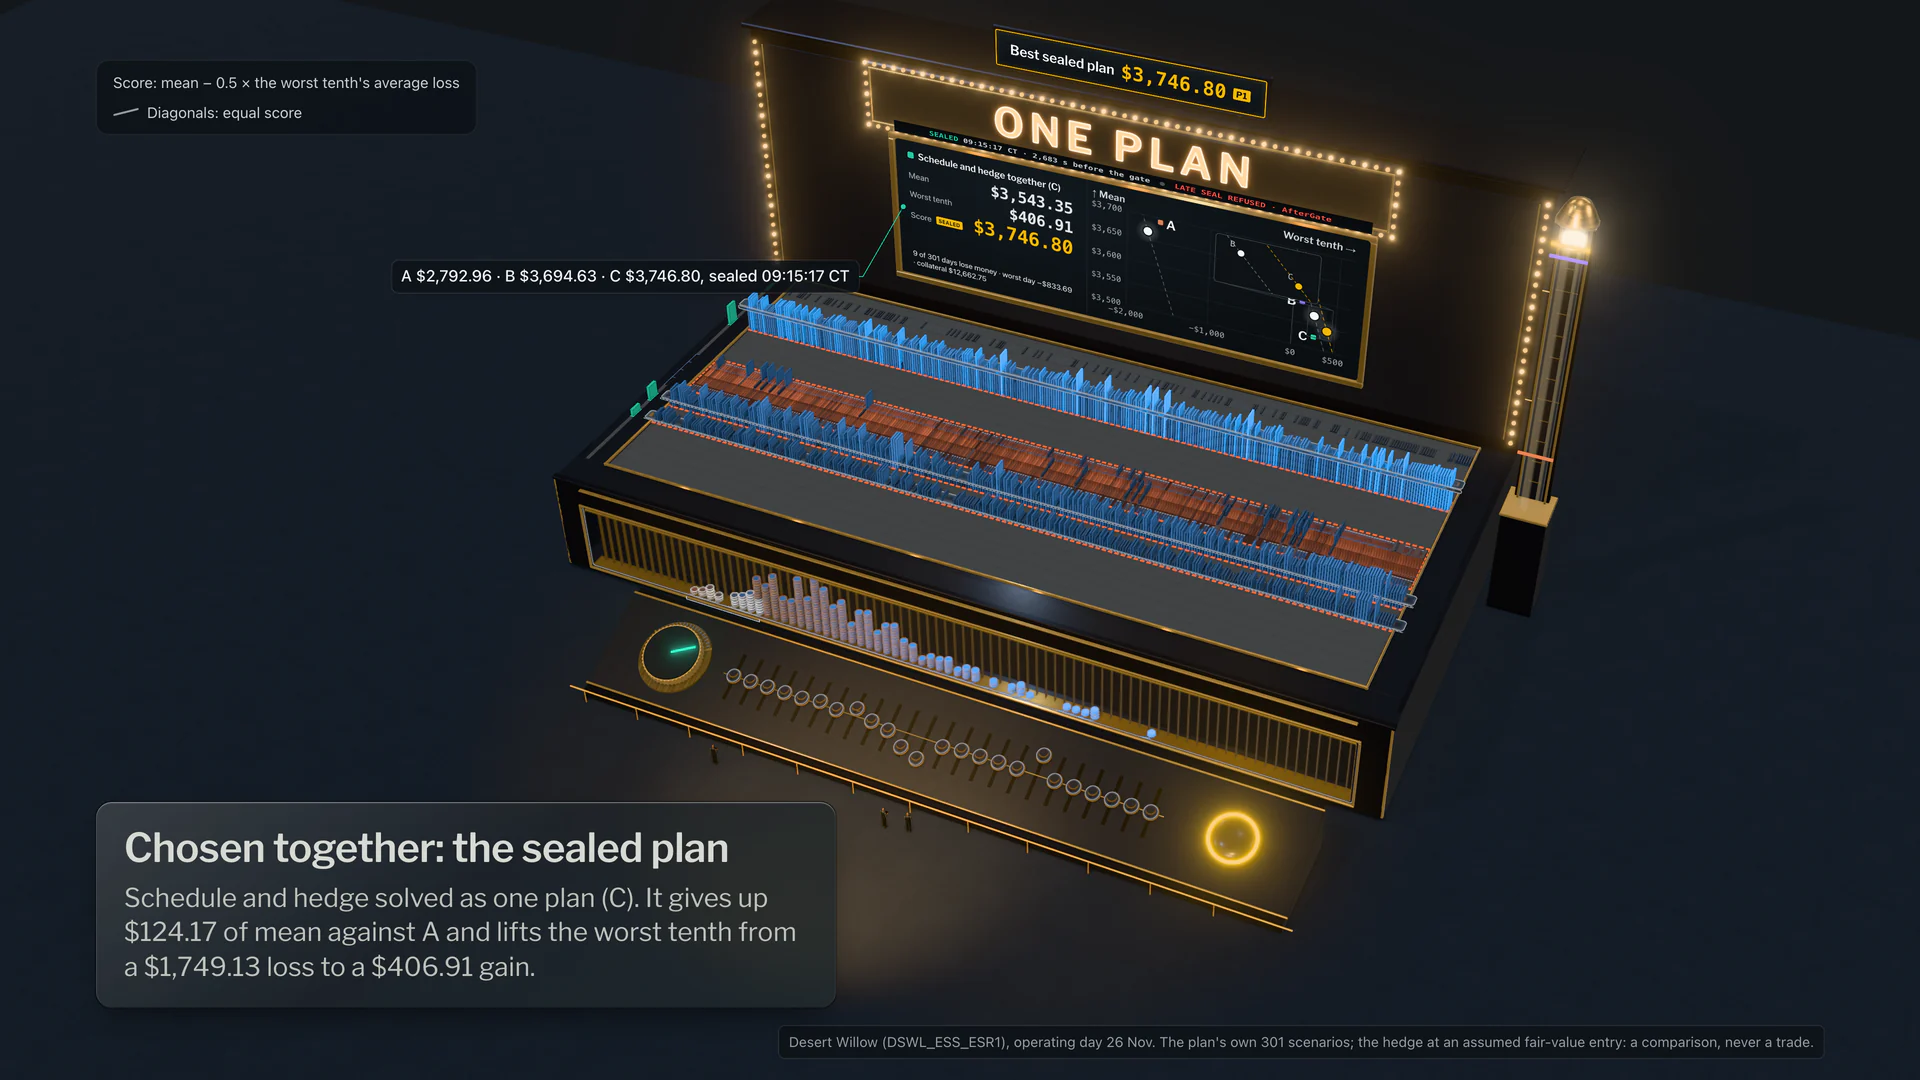 Score: mean – 0.5 × the worst tenth's average loss
Diagonals: equal score
Best sealed plan $3,746.80 P1
ONE PLAN
SEALED 09:15:17 CT · 2,683 s before the gate
LATE SEAL REFUSED · AfterGate
Schedule and hedge together (C)
Mean $3,543.35
Worst tenth $406.91
Score SEALED $3,746.80
9 of 301 days lose money · worst day −$833.69
· collateral $12,662.75
↑ Mean
$3,700
$3,650
$3,600
$3,550
$3,500
−$2,000
−$1,000
$0
$500
Worst tenth →
A
B
C
B
C
A $2,792.96 · B $3,694.63 · C $3,746.80, sealed 09:15:17 CT
Chosen together: the sealed plan
Schedule and hedge solved as one plan (C). It gives up
$124.17 of mean against A and lifts the worst tenth from
a $1,749.13 loss to a $406.91 gain.
Desert Willow (DSWL_ESS_ESR1), operating day 26 Nov. The plan's own 301 scenarios; the hedge at an assumed fair-value entry: a comparison, never a trade.